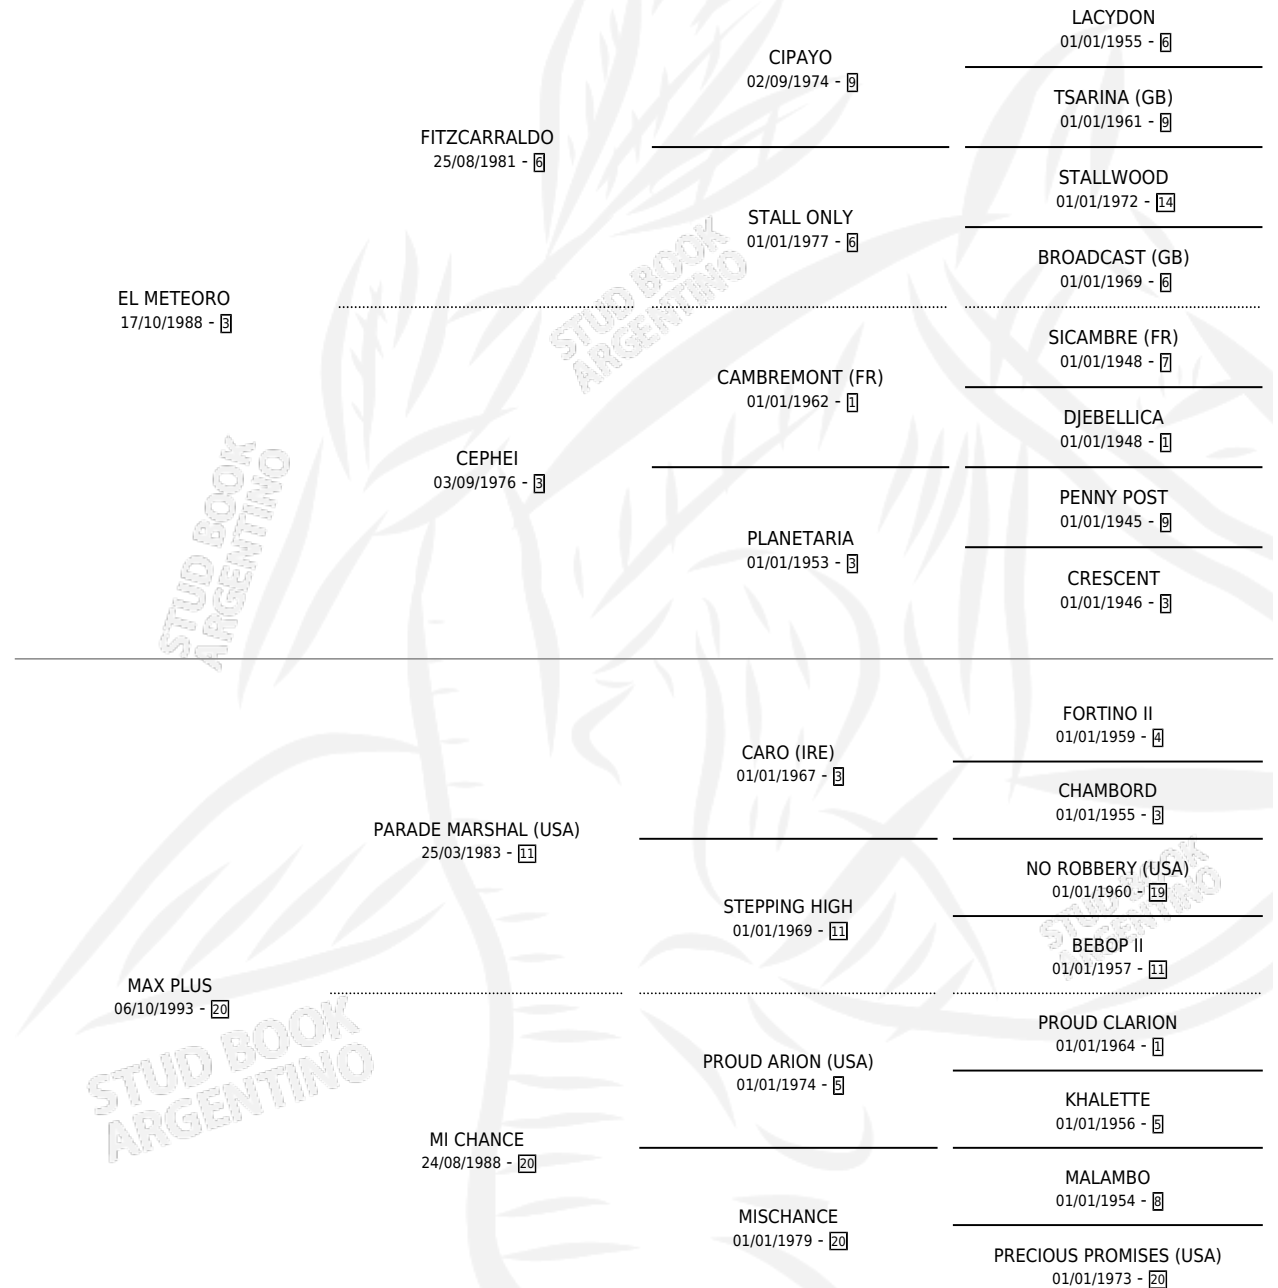 LACYDON
01/01/1955 - 6
CIPAYO
02/09/1974 - 9
TSARINA (GB)
01/01/1961 - 9
FITZCARRALDO
25/08/1981 - 6
STALLWOOD
01/01/1972 - 14
STALL ONLY
01/01/1977 - 6
BROADCAST (GB)
01/01/1969 - 6
EL METEORO
17/10/1988 - 3
SICAMBRE (FR)
01/01/1948 - 7
CAMBREMONT (FR)
01/01/1962 - 1
DJEBELLICA
01/01/1948 - 1
CEPHEI
03/09/1976 - 3
PENNY POST
01/01/1945 - 9
PLANETARIA
01/01/1953 - 3
CRESCENT
01/01/1946 - 3
STUD BOOK
ARGENTINO
STUD BOOK
ARGENTINO
FORTINO II
01/01/1959 - 4
CARO (IRE)
01/01/1967 - 3
CHAMBORD
01/01/1955 - 3
PARADE MARSHAL (USA)
25/03/1983 - 11
NO ROBBERY (USA)
01/01/1960 - 19
STEPPING HIGH
01/01/1969 - 11
BEBOP II
01/01/1957 - 11
MAX PLUS
06/10/1993 - 20
PROUD CLARION
01/01/1964 - 1
PROUD ARION (USA)
01/01/1974 - 5
KHALETTE
01/01/1956 - 5
MI CHANCE
24/08/1988 - 20
MALAMBO
01/01/1954 - 8
MISCHANCE
01/01/1979 - 20
PRECIOUS PROMISES (USA)
01/01/1973 - 20
STUD BOOK
ARGENTINO
STUD BOOK
ARGENTINO